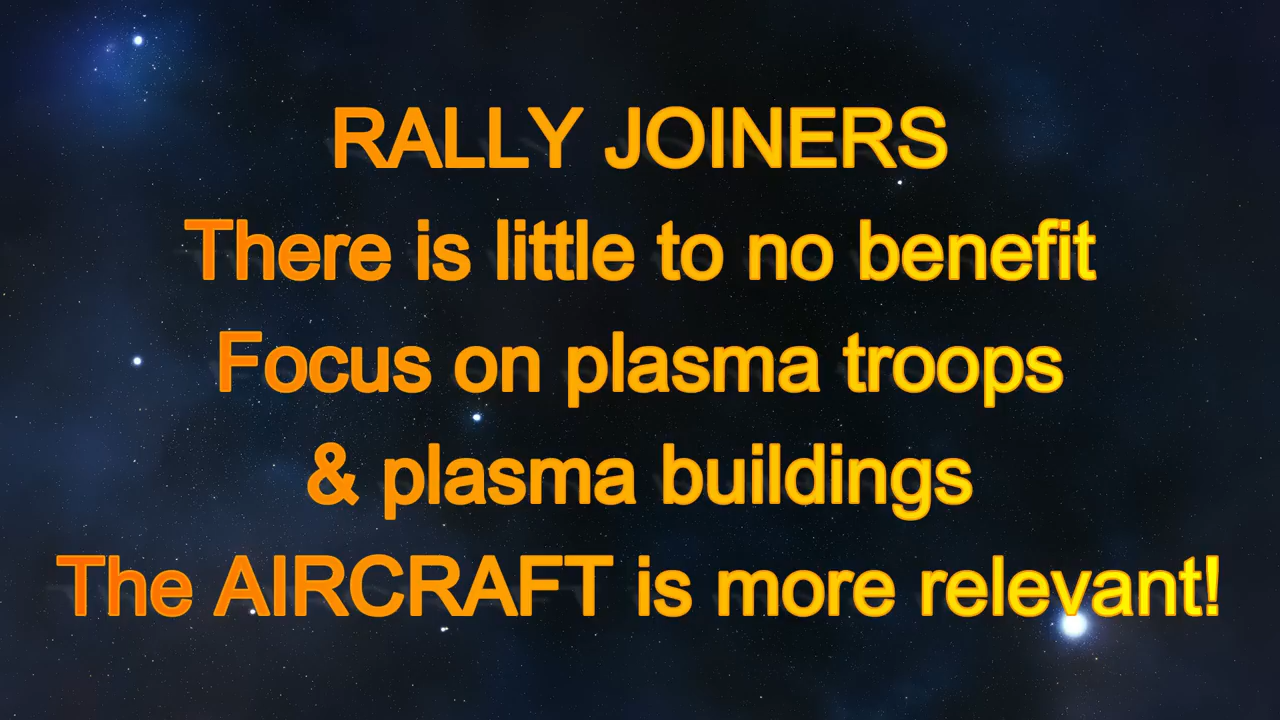 RALLY JOINERS
There is little to no benefit
Focus on plasma troops
& plasma buildings
The AIRCRAFT is more relevant!